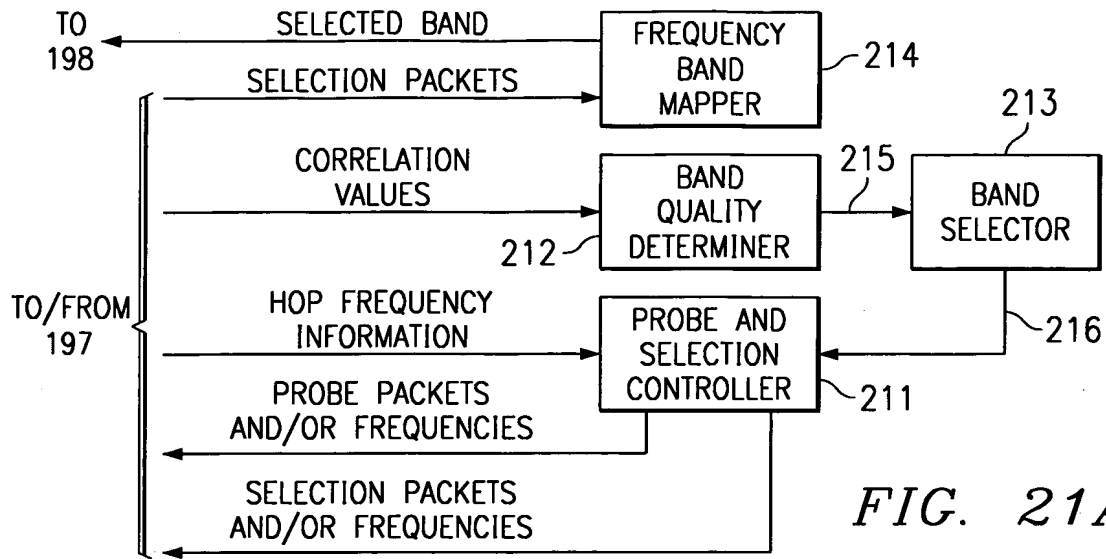 TO
198
SELECTED BAND
SELECTION PACKETS
FREQUENCY
BAND
MAPPER
214
CORRELATION
VALUES
BAND
QUALITY
DETERMINER
212
215
213
BAND
SELECTOR
TO/FROM
197
HOP FREQUENCY
INFORMATION
PROBE AND
SELECTION
CONTROLLER
211
216
PROBE PACKETS
AND/OR FREQUENCIES
SELECTION PACKETS
AND/OR FREQUENCIES
FIG. 21A